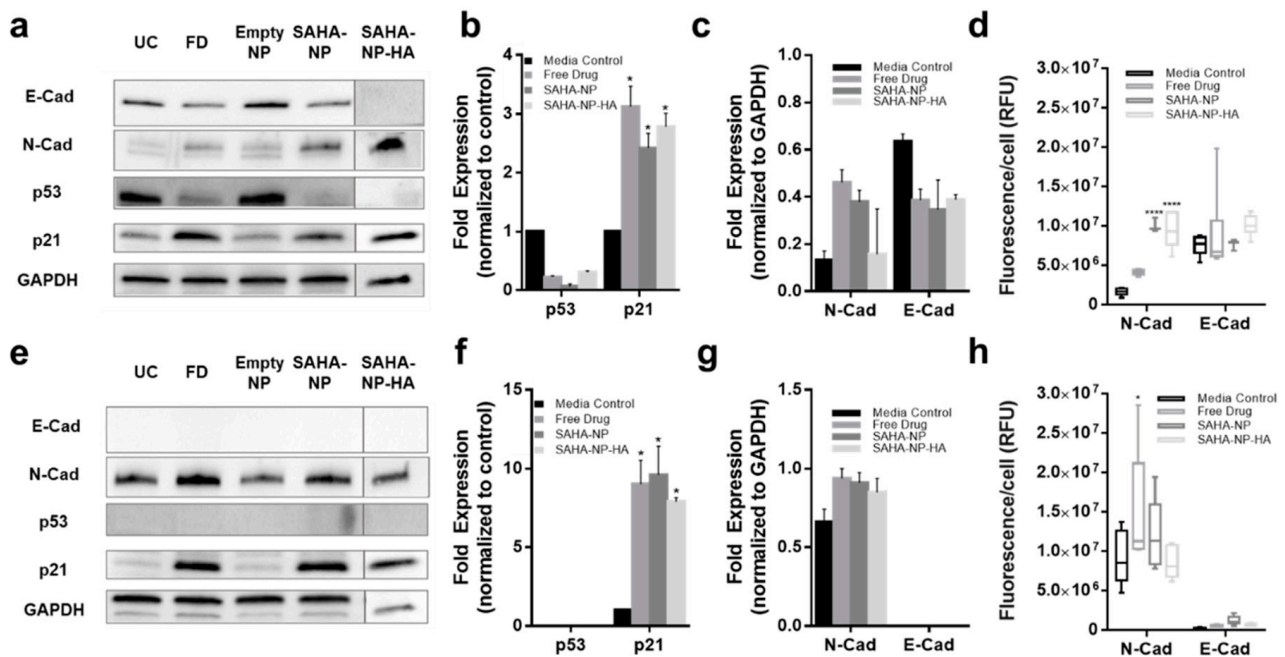 a
UC FD Empty NP SAHA-NP SAHA-NP-HA
E-Cad
N-Cad
p53
p21
GAPDH
b
Fold Expression
(normalized to control)
4
3
2
1
0
Media Control
Free Drug
SAHA-NP
SAHA-NP-HA
* * *
p53 p21
c
Fold Expression
(normalized to GAPDH)
1.0
0.8
0.6
0.4
0.2
0.0
Media Control
Free Drug
SAHA-NP
SAHA-NP-HA
N-Cad E-Cad
d
Fluorescence/cell (RFU)
3.0×10⁷
2.5×10⁷
2.0×10⁷
1.5×10⁷
1.0×10⁷
5.0×10⁶
0
Media Control
Free Drug
SAHA-NP
SAHA-NP-HA
**** ****
N-Cad E-Cad
e
UC FD Empty NP SAHA-NP SAHA-NP-HA
E-Cad
N-Cad
p53
p21
GAPDH
f
Fold Expression
(normalized to control)
15
10
5
0
Media Control
Free Drug
SAHA-NP
SAHA-NP-HA
* * *
p53 p21
g
Fold Expression
(normalized to GAPDH)
1.5
1.0
0.5
0.0
Media Control
Free Drug
SAHA-NP
SAHA-NP-HA
N-Cad E-Cad
h
Fluorescence/cell (RFU)
3.0×10⁷
2.5×10⁷
2.0×10⁷
1.5×10⁷
1.0×10⁷
5.0×10⁶
0
Media Control
Free Drug
SAHA-NP
SAHA-NP-HA
*
N-Cad E-Cad